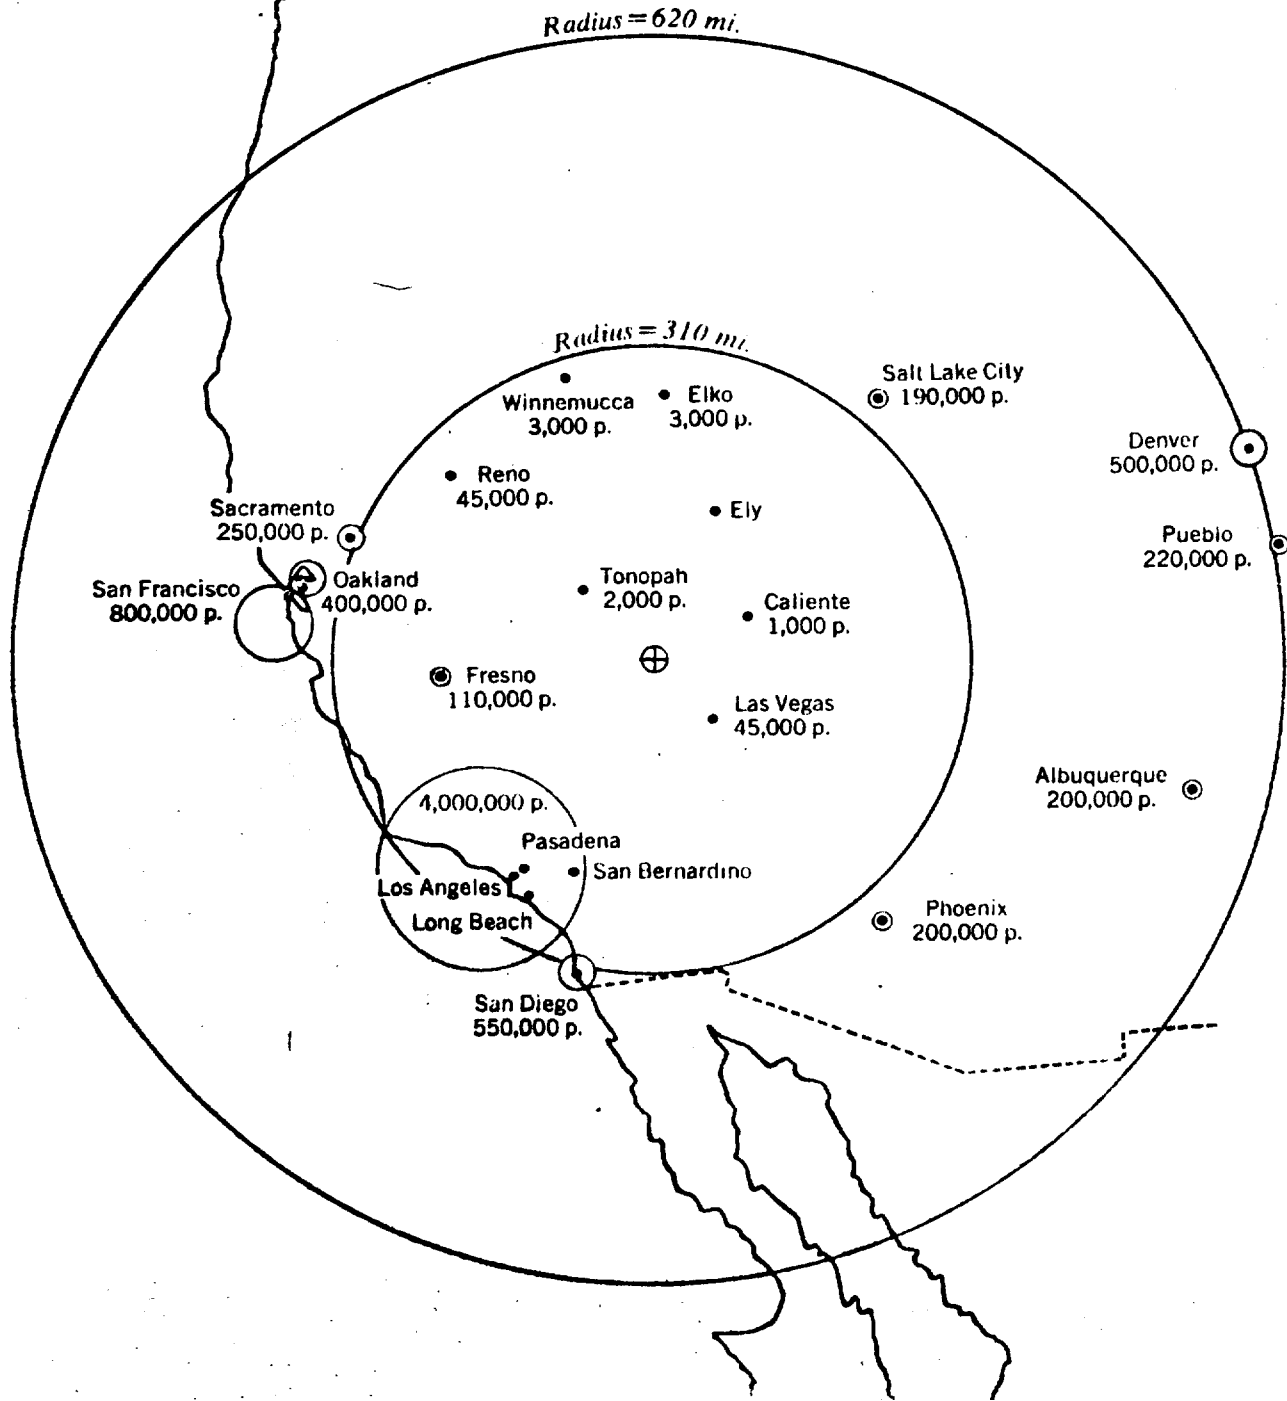 Radius = 620 mi.
Radius = 310 mi.
Winnemucca
3,000 p.
Elko
3,000 p.
Salt Lake City
190,000 p.
Denver
500,000 p.
Reno
45,000 p.
Ely
Sacramento
250,000 p.
Pueblo
220,000 p.
Oakland
400,000 p.
San Francisco
800,000 p.
Tonopah
2,000 p.
Caliente
1,000 p.
Fresno
110,000 p.
Las Vegas
45,000 p.
Albuquerque
200,000 p.
4,000,000 p.
Pasadena
San Bernardino
Los Angeles
Long Beach
Phoenix
200,000 p.
San Diego
550,000 p.